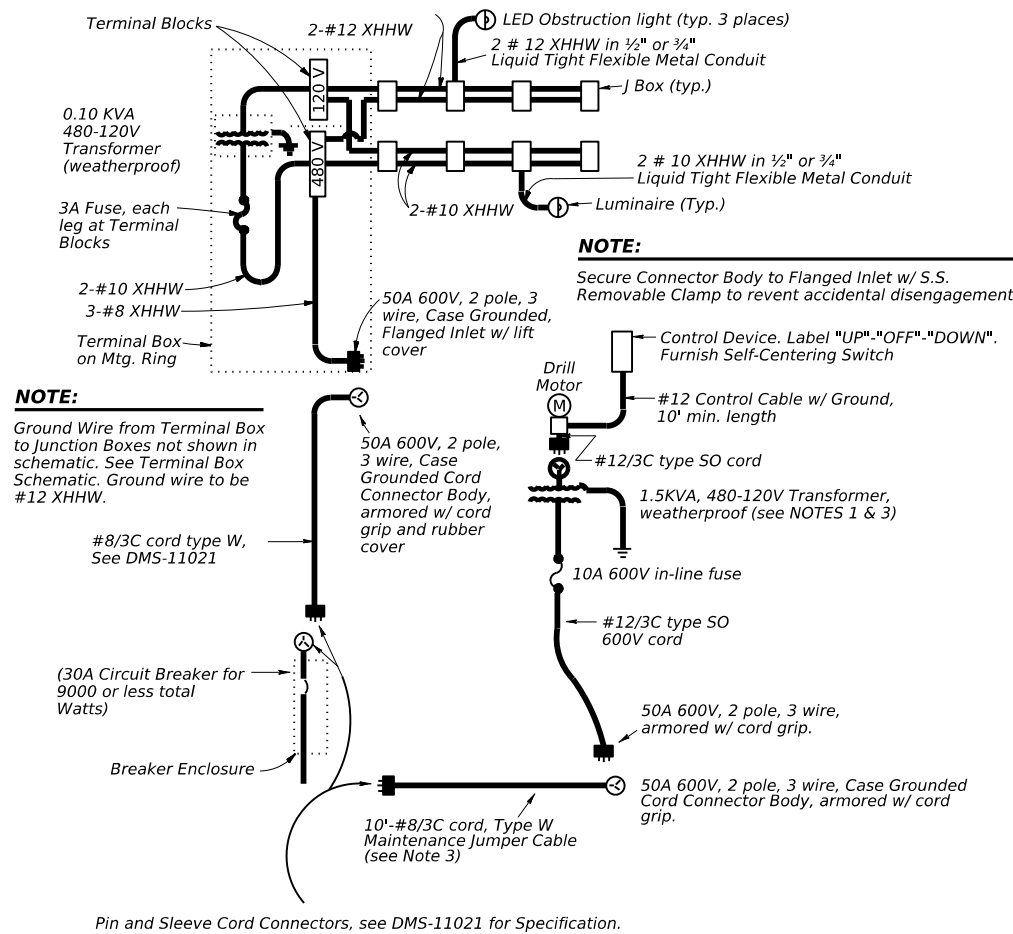 Terminal Blocks
2-#12 XHHW
LED Obstruction light (typ. 3 places)
2 # 12 XHHW in ½" or ¾"
Liquid Tight Flexible Metal Conduit
J Box (typ.)
120 V
0.10 KVA
480-120V
Transformer
(weatherproof)
480 V
2 # 10 XHHW in ½" or ¾"
Liquid Tight Flexible Metal Conduit
Luminaire (Typ.)
2-#10 XHHW
3A Fuse, each
leg at Terminal
Blocks
2-#10 XHHW
3-#8 XHHW
Terminal Box
on Mtg. Ring
50A 600V, 2 pole, 3
wire, Case Grounded,
Flanged Inlet w/ lift
cover
NOTE:
Secure Connector Body to Flanged Inlet w/ S.S.
Removable Clamp to revent accidental disengagement
Control Device. Label "UP"-"OFF"-"DOWN".
Furnish Self-Centering Switch
Drill
Motor
M
#12 Control Cable w/ Ground,
10' min. length
#12/3C type SO cord
1.5KVA, 480-120V Transformer,
weatherproof (see NOTES 1 & 3)
10A 600V in-line fuse
#12/3C type SO
600V cord
50A 600V, 2 pole, 3 wire,
armored w/ cord grip.
NOTE:
Ground Wire from Terminal Box
to Junction Boxes not shown in
schematic. See Terminal Box
Schematic. Ground wire to be
#12 XHHW.
50A 600V, 2 pole,
3 wire, Case
Grounded Cord
Connector Body,
armored w/ cord
grip and rubber
cover
#8/3C cord type W,
See DMS-11021
(30A Circuit Breaker for
9000 or less total
Watts)
Breaker Enclosure
50A 600V, 2 pole, 3 wire, Case Grounded
Cord Connector Body, armored w/ cord
grip.
10'-#8/3C cord, Type W
Maintenance Jumper Cable
(see Note 3)
Pin and Sleeve Cord Connectors, see DMS-11021 for Specification.